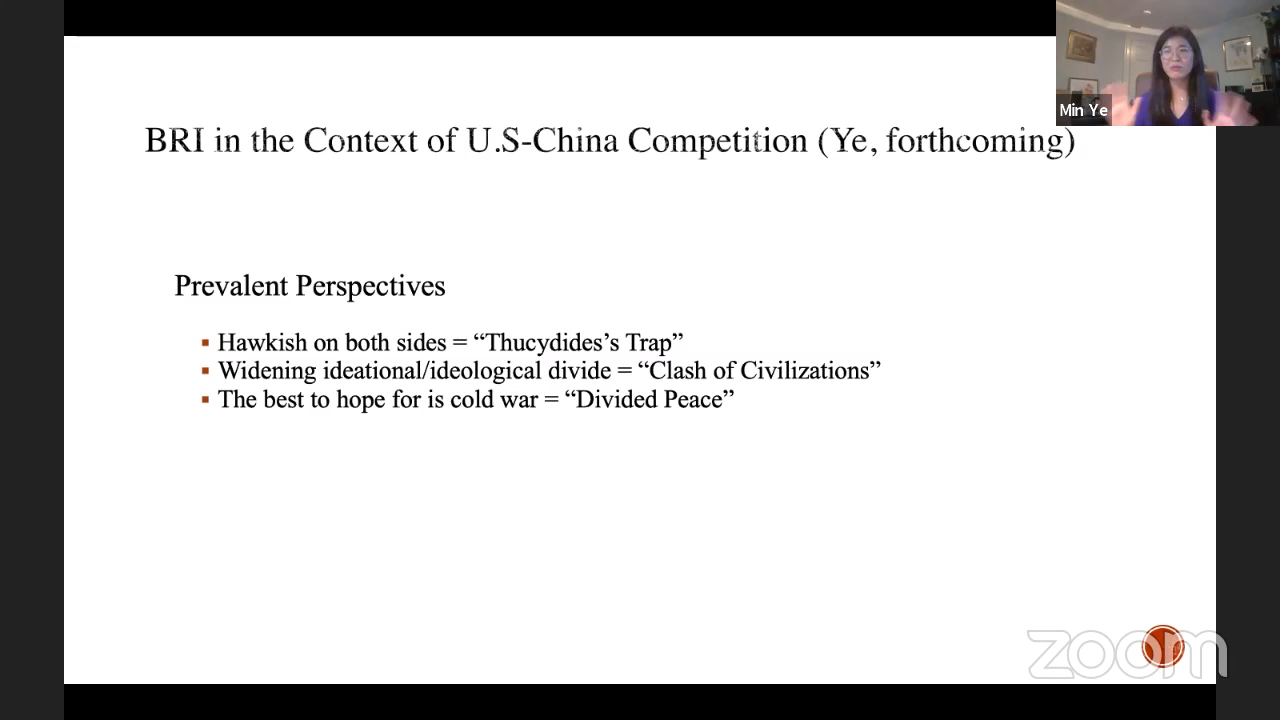 Min Ye
BRI in the Context of U.S-China Competition (Ye, forthcoming)
Prevalent Perspectives
▪ Hawkish on both sides = “Thucydides’s Trap”
▪ Widening ideational/ideological divide = “Clash of Civilizations”
▪ The best to hope for is cold war = “Divided Peace”
zoom